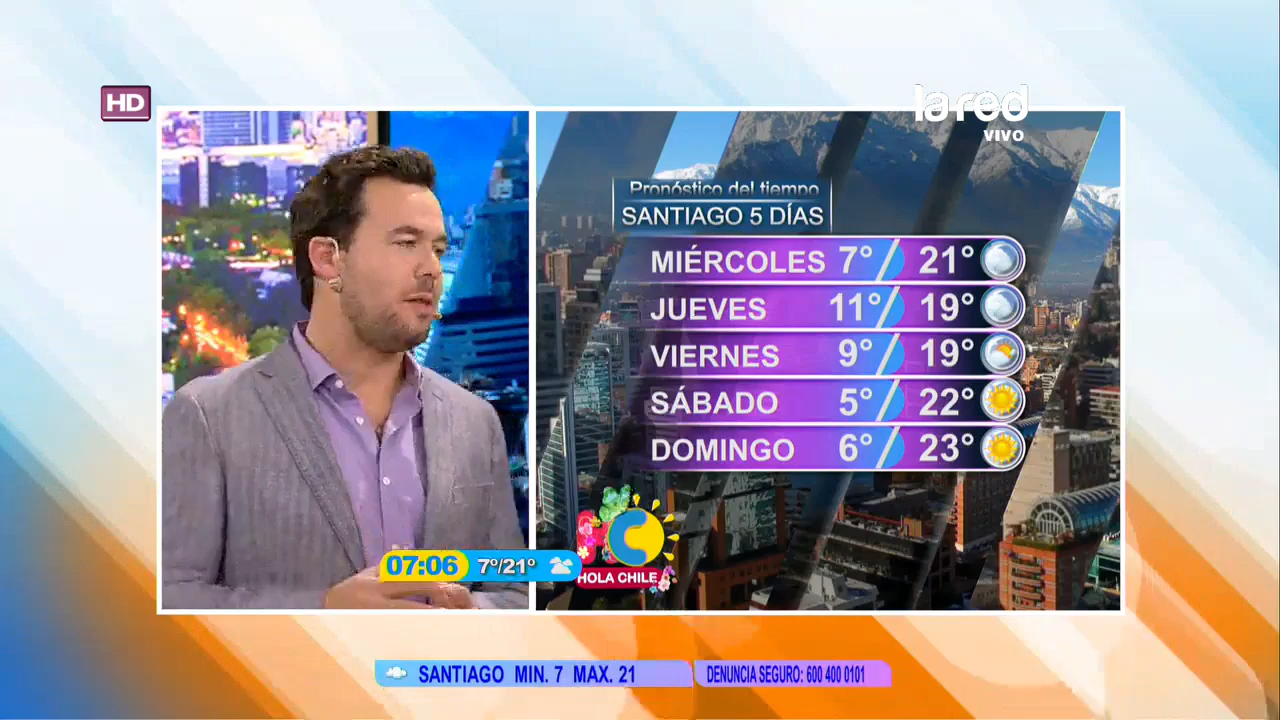 HD
la red
VIVO
Pronóstico del tiempo
SANTIAGO 5 DÍAS
MIÉRCOLES 7° / 21°
JUEVES 11° / 19°
VIERNES 9° / 19°
SÁBADO 5° / 22°
DOMINGO 6° / 23°
07:06 7°/21°
HOLA CHILE
SANTIAGO MIN. 7 MAX. 21
DENUNCIA SEGURO: 600 400 0101